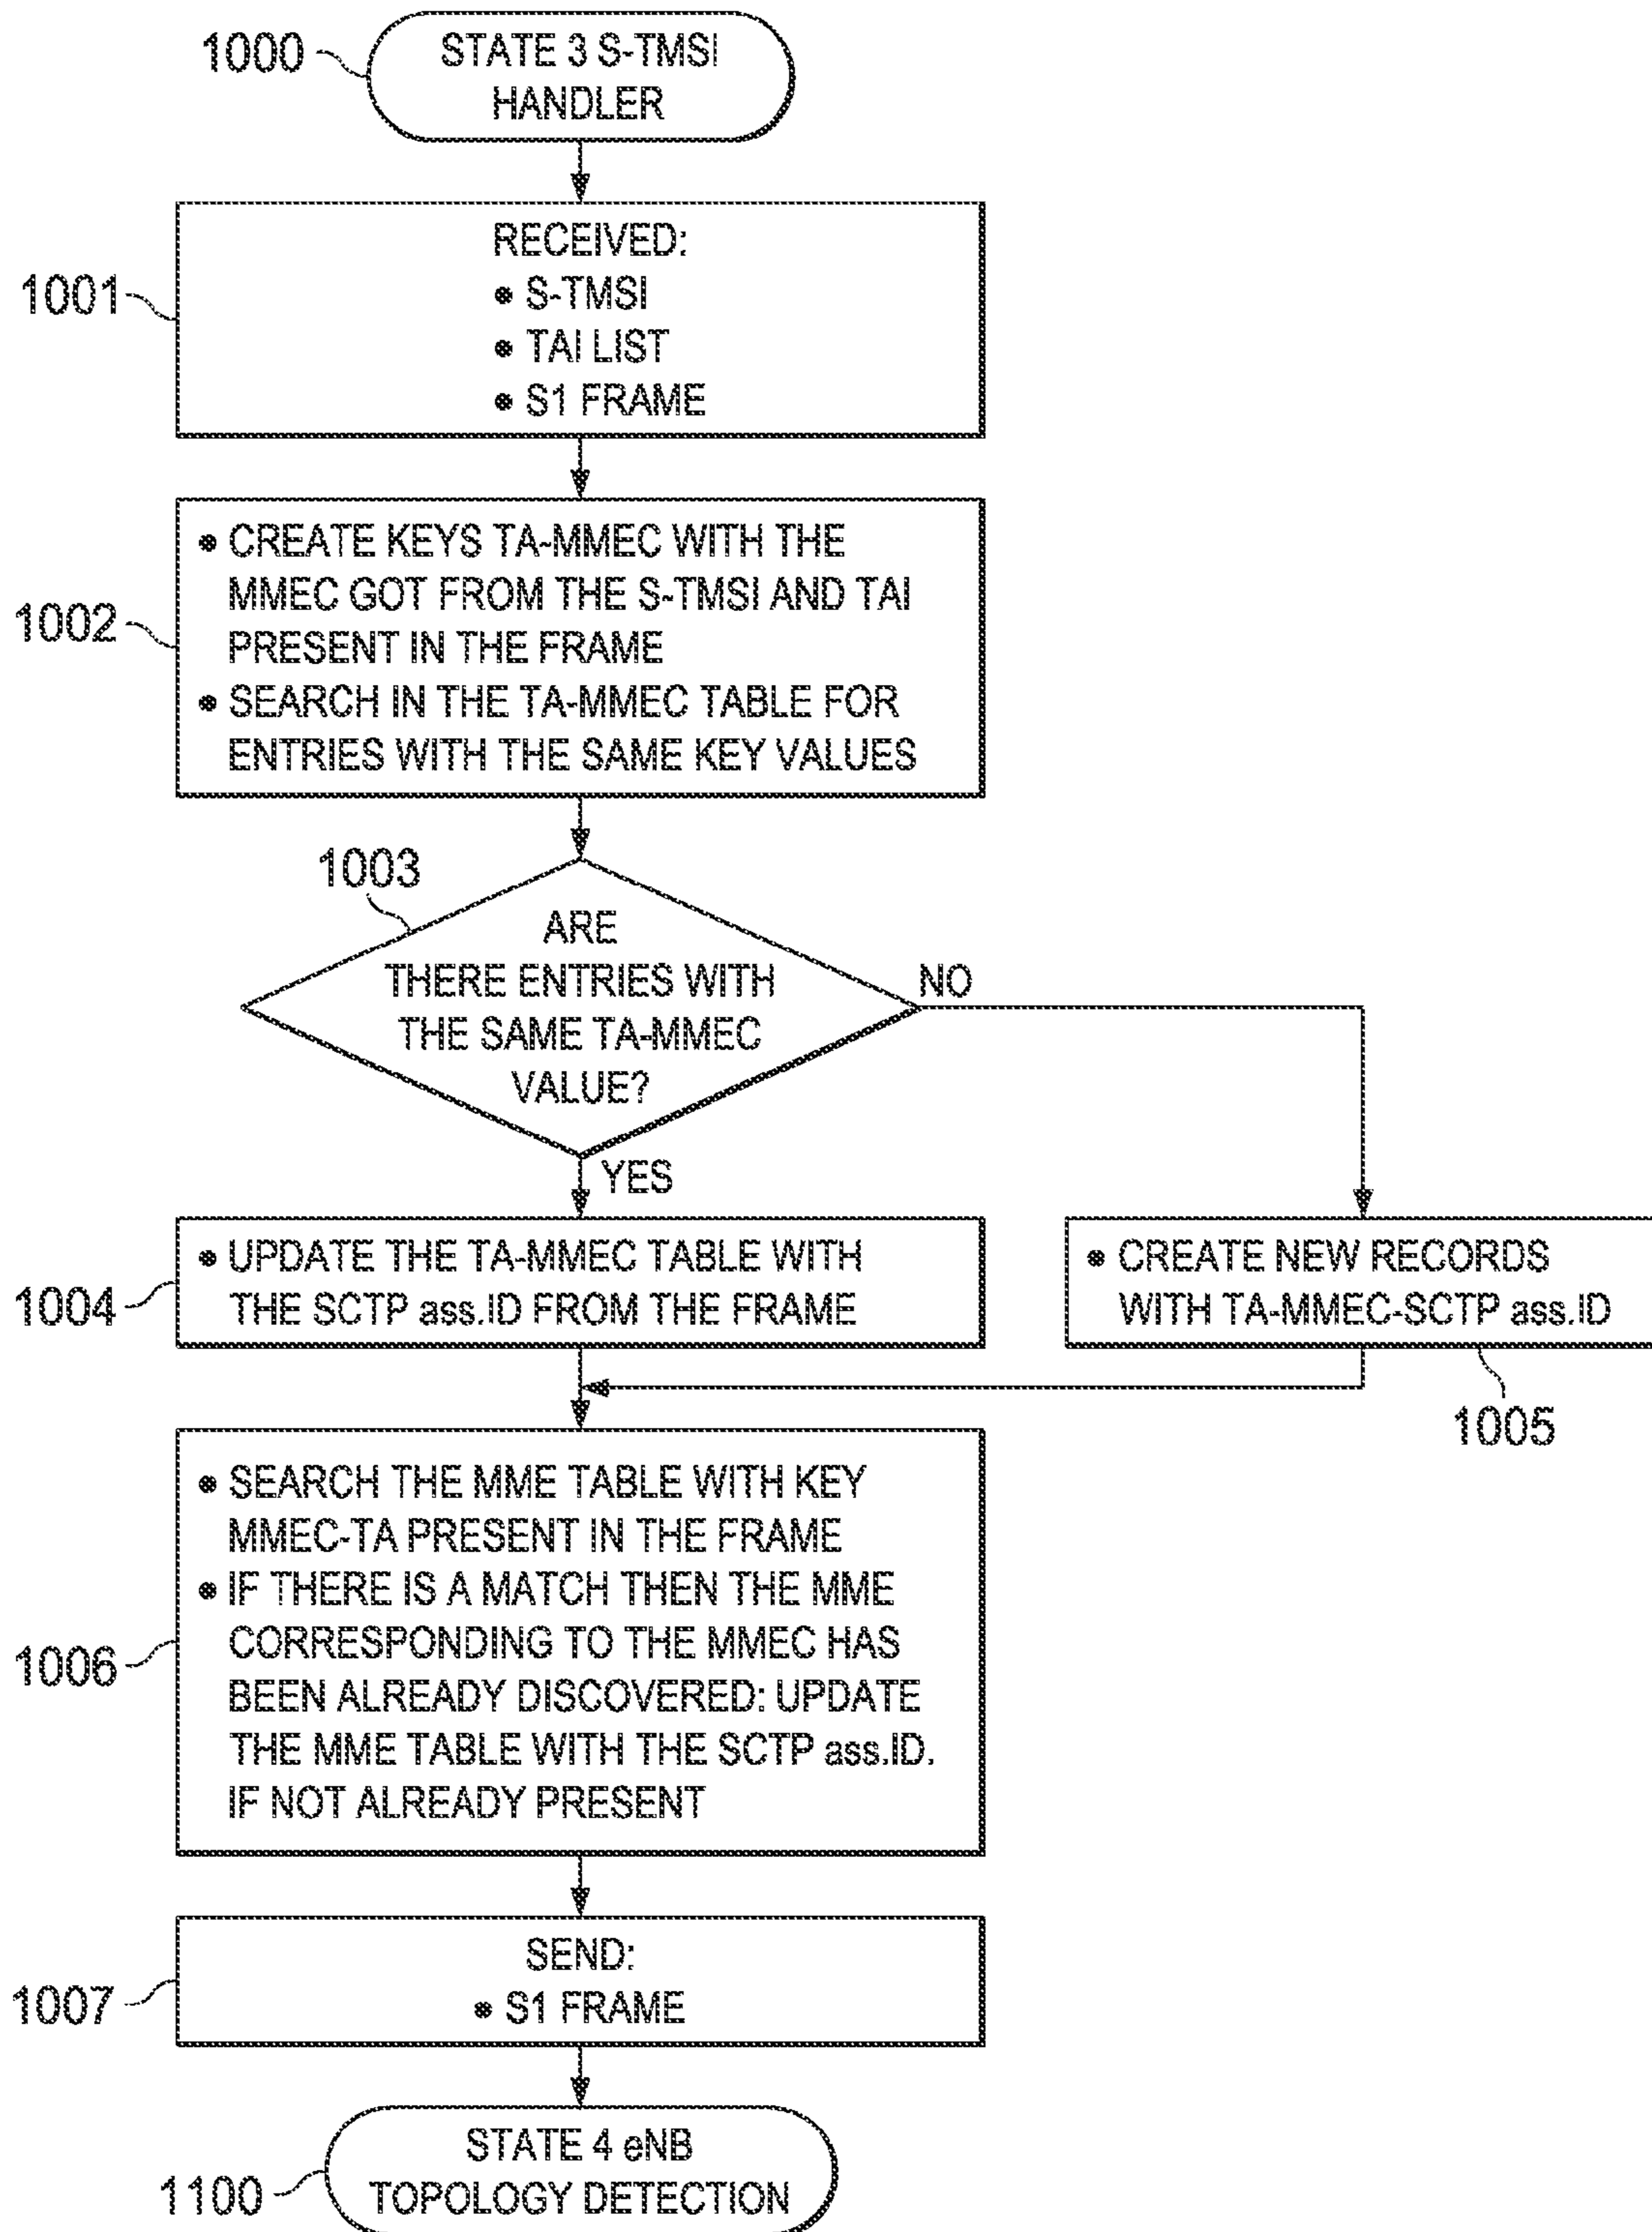 1000
STATE 3 S-TMSI
HANDLER
1001
RECEIVED:
• S-TMSI
• TAI LIST
• S1 FRAME
1002
• CREATE KEYS TA-MMEC WITH THE
MMEC GOT FROM THE S-TMSI AND TAI
PRESENT IN THE FRAME
• SEARCH IN THE TA-MMEC TABLE FOR
ENTRIES WITH THE SAME KEY VALUES
1003
ARE
THERE ENTRIES WITH
THE SAME TA-MMEC
VALUE?
NO
YES
1004
• UPDATE THE TA-MMEC TABLE WITH
THE SCTP ass.ID FROM THE FRAME
• CREATE NEW RECORDS
WITH TA-MMEC-SCTP ass.ID
1005
1006
• SEARCH THE MME TABLE WITH KEY
MMEC-TA PRESENT IN THE FRAME
• IF THERE IS A MATCH THEN THE MME
CORRESPONDING TO THE MMEC HAS
BEEN ALREADY DISCOVERED: UPDATE
THE MME TABLE WITH THE SCTP ass.ID.
IF NOT ALREADY PRESENT
1007
SEND:
• S1 FRAME
1100
STATE 4 eNB
TOPOLOGY DETECTION